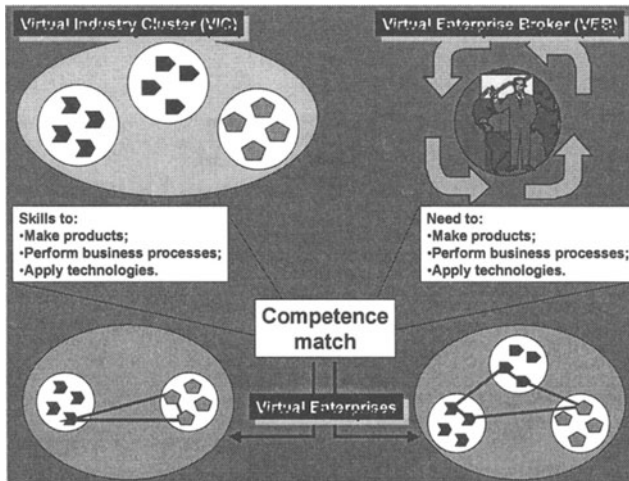 Virtual Industry Cluster (VIC)
Virtual Enterprise Broker (VEB)
Skills to:
•Make products;
•Perform business processes;
•Apply technologies.
Need to:
•Make products;
•Perform business processes;
•Apply technologies.
Competence
match
Virtual Enterprises